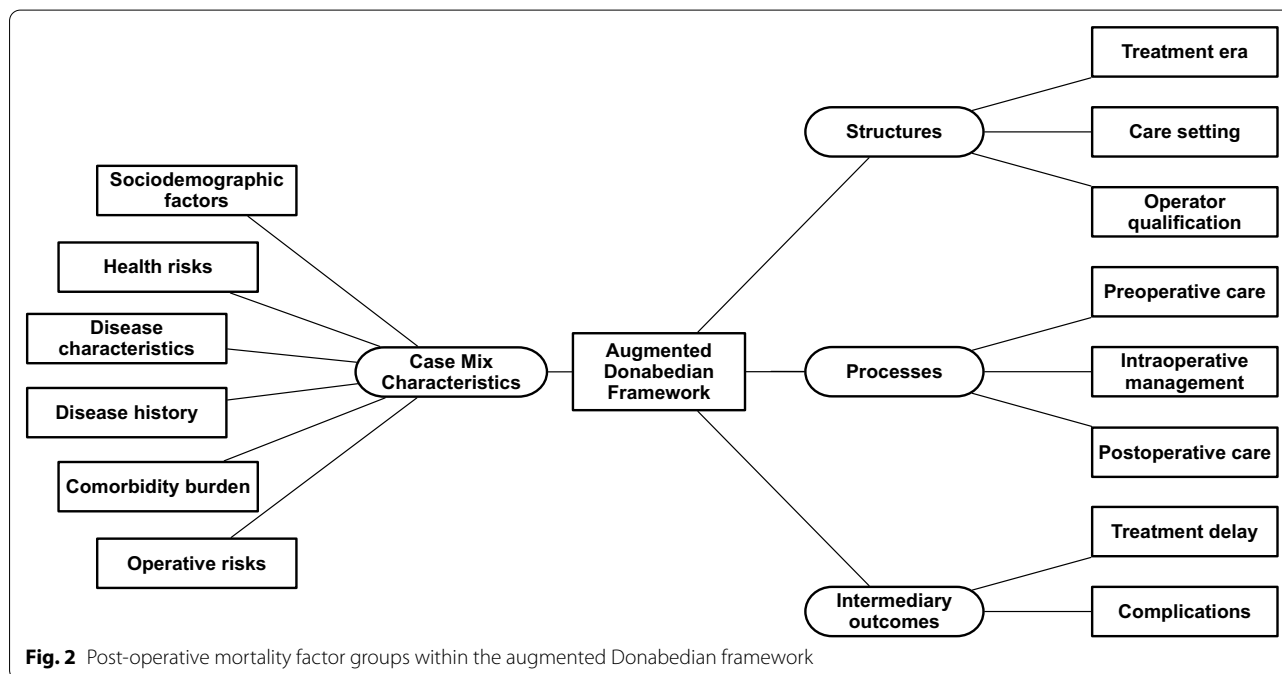 Sociodemographic
factors
Health risks
Disease
characteristics
Disease history
Comorbidity burden
Operative risks
Case Mix
Characteristics
Augmented
Donabedian
Framework
Structures
Processes
Intermediary
outcomes
Treatment era
Care setting
Operator
qualification
Preoperative care
Intraoperative
management
Postoperative care
Treatment delay
Complications
Fig. 2 Post-operative mortality factor groups within the augmented Donabedian framework